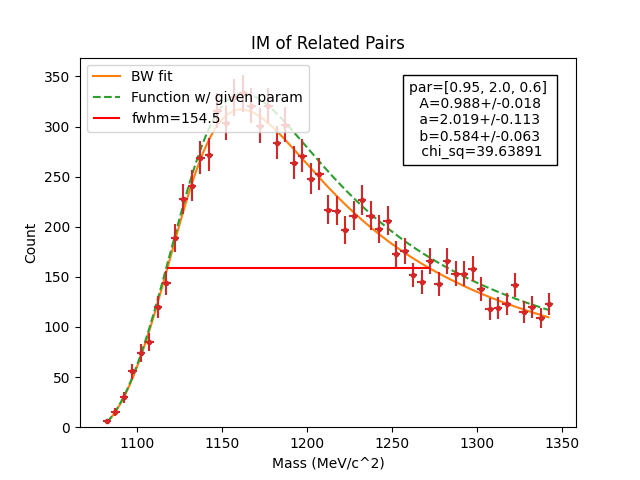 IM of Related Pairs
BW fit
Function w/ given param
fwhm=154.5
par=[0.95, 2.0, 0.6]
A=0.988+/-0.018
a=2.019+/-0.113
b=0.584+/-0.063
chi_sq=39.63891
350
300
250
200
150
100
50
0
Count
1100
1150
1200
1250
1300
1350
Mass (MeV/c^2)